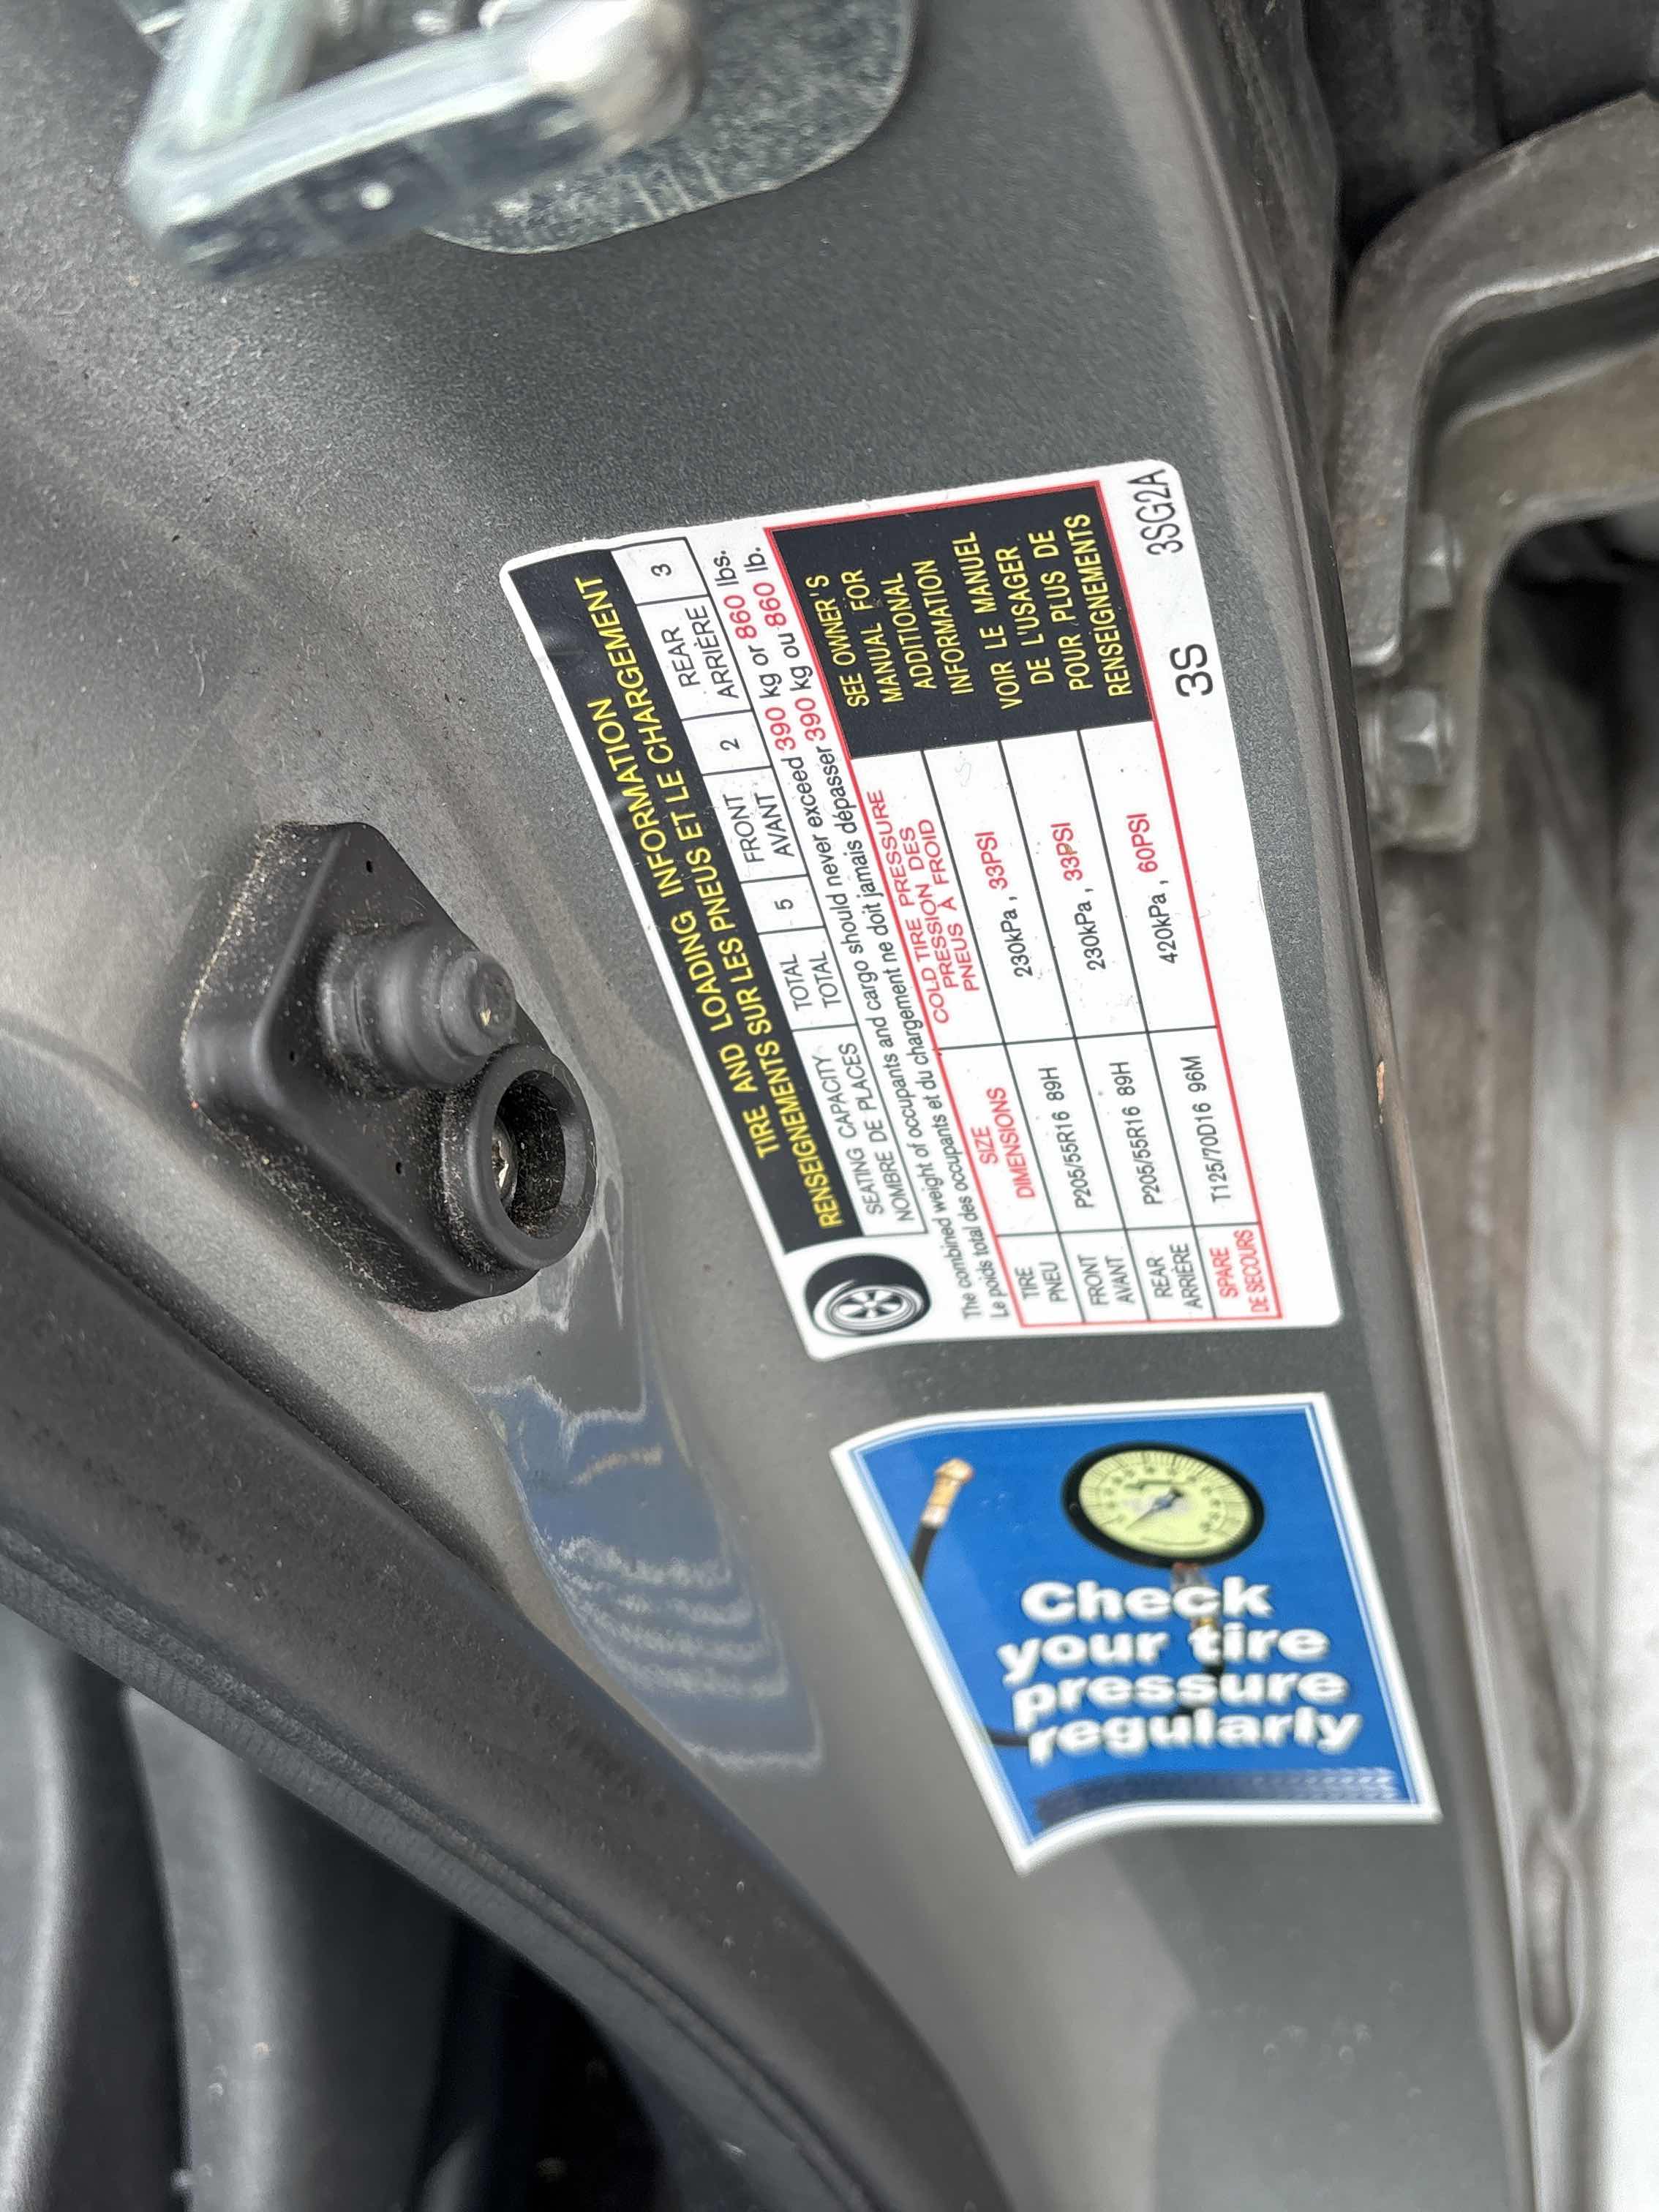 TIRE AND LOADING INFORMATION
RENSEIGNEMENTS SUR LES PNEUS ET LE CHARGEMENT
SEATING CAPACITY TOTAL 5 FRONT 2 REAR 3
NOMBRE DE PLACES TOTAL AVANT ARRIÈRE
The combined weight of occupants and cargo should never exceed 390 kg or 860 lbs.
Le poids total des occupants et du chargement ne doit jamais dépasser 390 kg ou 860 lb.
TIRE SIZE COLD TIRE PRESSURE
PNEU DIMENSIONS PRESSION DES
PNEUS À FROID
FRONT P205/55R16 89H 230kPa, 33PSI
AVANT
REAR P205/55R16 89H 230kPa, 33PSI
ARRIÈRE
SPARE T125/70D16 96M 420kPa, 60PSI
DE SECOURS
SEE OWNER'S
MANUAL FOR
ADDITIONAL
INFORMATION
VOIR LE MANUEL
DE L'USAGER
POUR PLUS DE
RENSEIGNEMENTS
3S 3SG2A
Check
your tire
pressure
regularly